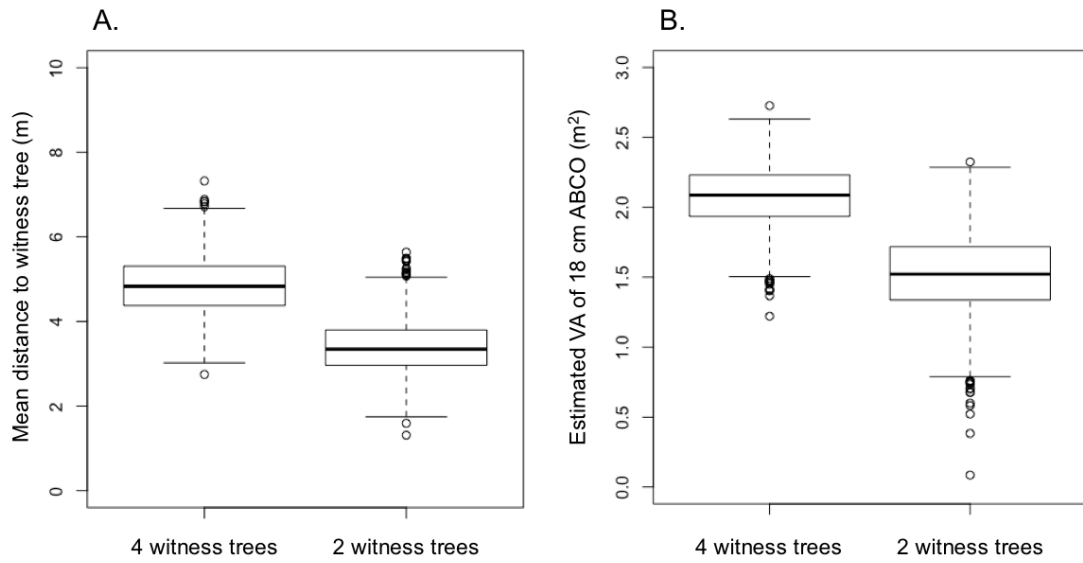 A.
Mean distance to witness tree (m)
10
8
6
4
2
0
4 witness trees
2 witness trees
B.
Estimated VA of 18 cm ABCO (m²)
3.0
2.5
2.0
1.5
1.0
0.5
0.0
4 witness trees
2 witness trees